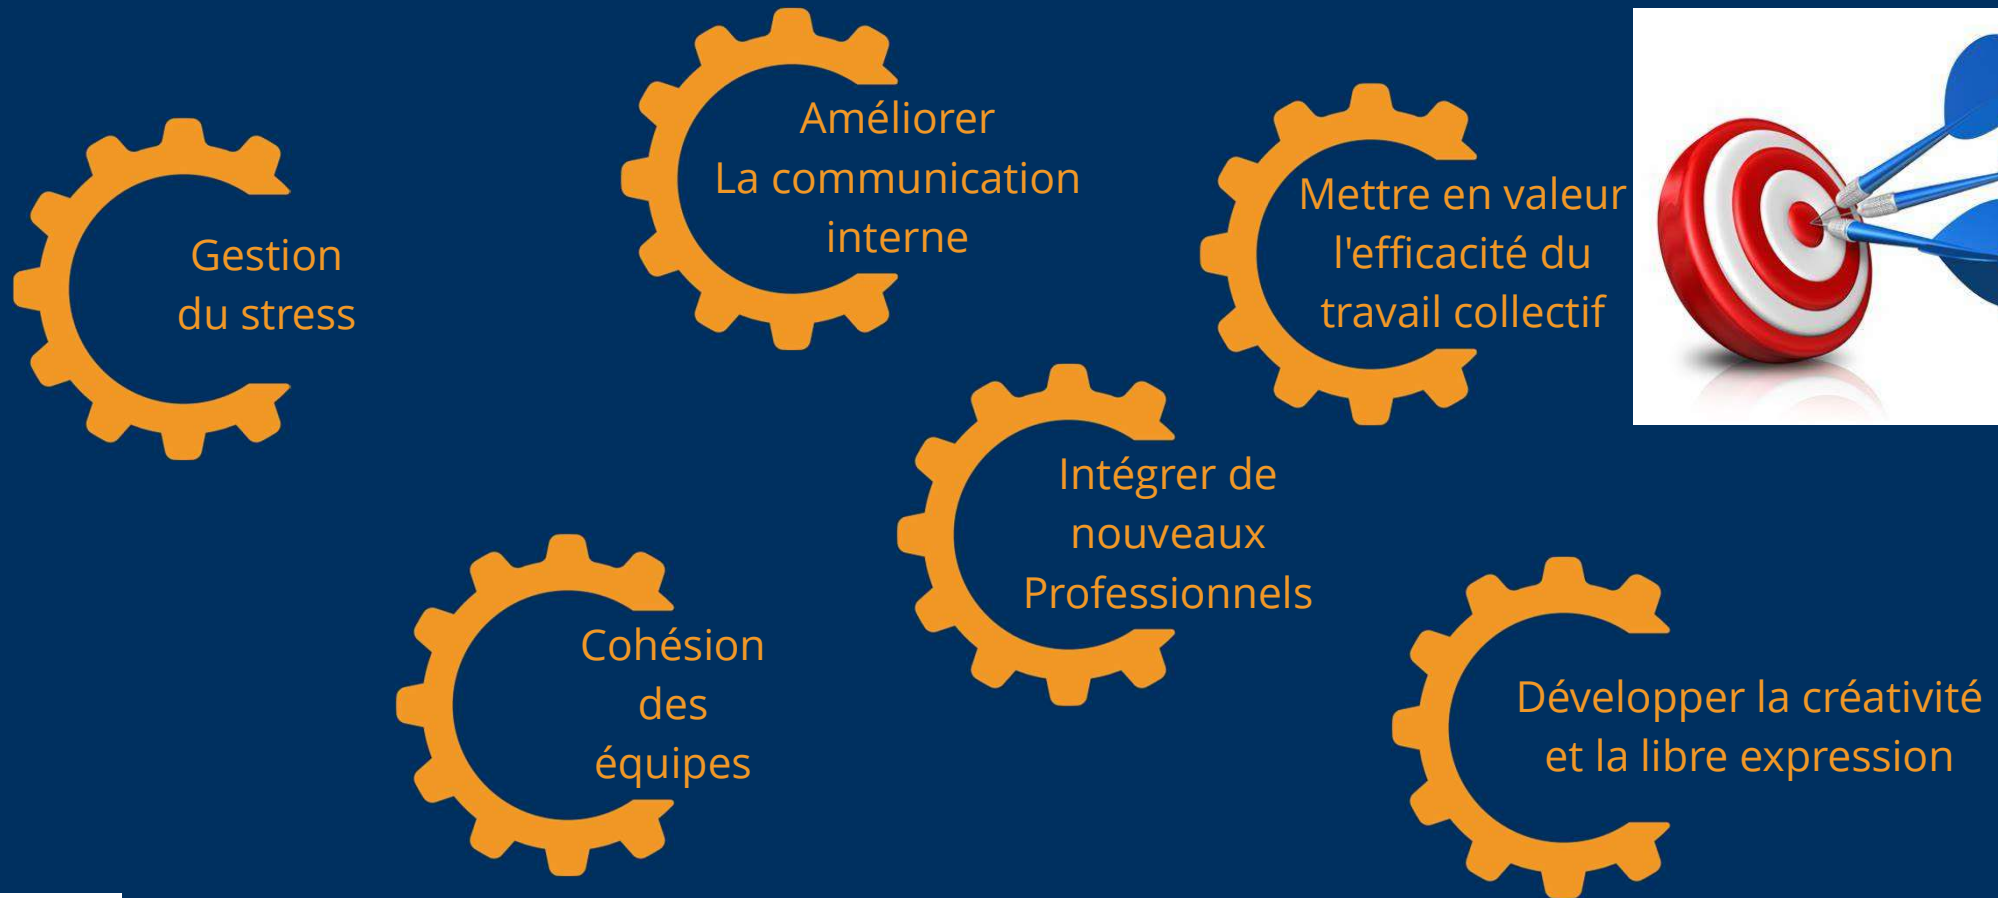 Améliorer
La communication
interne
Mettre en valeur
l'efficacité du
travail collectif
Gestion
du stress
Intégrer de
nouveaux
Professionnels
Cohésion
des
équipes
Développer la créativité
et la libre expression